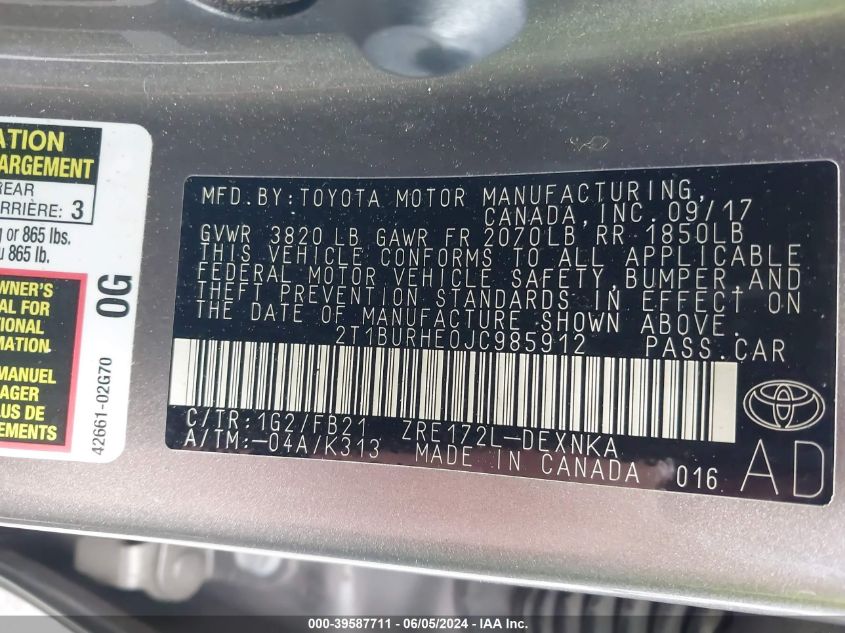 ATION
ARGEMENT
REAR
ARRIÈRE: 3
g or 865 lbs.
u 865 lb.
WNER'S
AL FOR
TIONAL
RMATION.
MANUEL
AGER
US DE
EMENTS.
0G
42661-02G70
MFD.BY:TOYOTA MOTOR MANUFACTURING,
CANADA, INC. 09/17
GVWR 3820 LB GAWR FR 2070LB RR 1850LB
THIS VEHICLE CONFORMS TO ALL APPLICABLE
FEDERAL MOTOR VEHICLE SAFETY, BUMPER, AND
THEFT PREVENTION STANDARDS IN EFFECT ON
THE DATE OF MANUFACTURE SHOWN ABOVE.
2T1BURHE0JC985912 PASS.CAR
C/TR:1G2/FB21 ZRE172L-DEXNKA
A/TM:-04A/K313 MADE IN CANADA 016
AD
000-39587711 - 06/05/2024 - IAA, Inc.